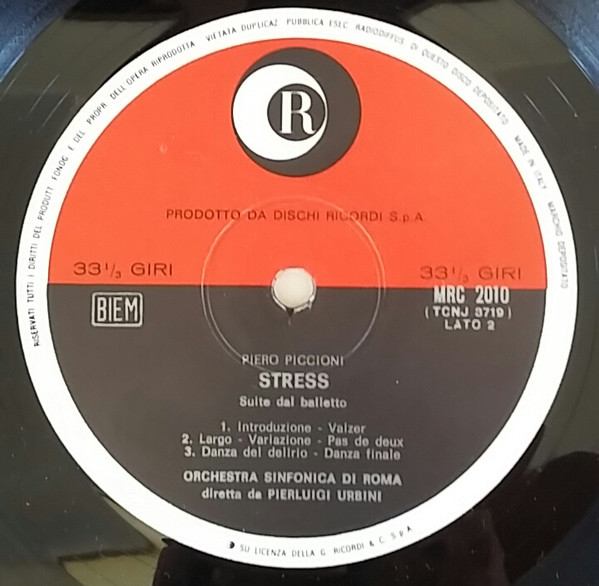 RISERVATI TUTTI I DIRITTI DEL PRODUTT FONOG E DEL PROPR. DELL'OPERA RIPRODOTTA VIETATA DUPLICAZ. PUBBLICA ESEC. RADIODIFFUS. DI QUESTO DISCO DEPOSITATO MADE IN ITALY MARCHIO DEPOSITATO
R
PRODOTTO DA DISCHI RICORDI S.p.A.
33 1/3 GIRI
33 1/3 GIRI
BIEM
MRC 2010
(TCNJ 3719)
LATO 2
PIERO PICCIONI
STRESS
Suite dal balletto
1. Introduzione - Valzer
2. Largo - Variazione - Pas de deux
3. Danza del delirio - Danza finale
ORCHESTRA SINFONICA DI ROMA
diretta da PIERLUIGI URBINI
SU LICENZA DELLA G. RICORDI & C. S.p.A.